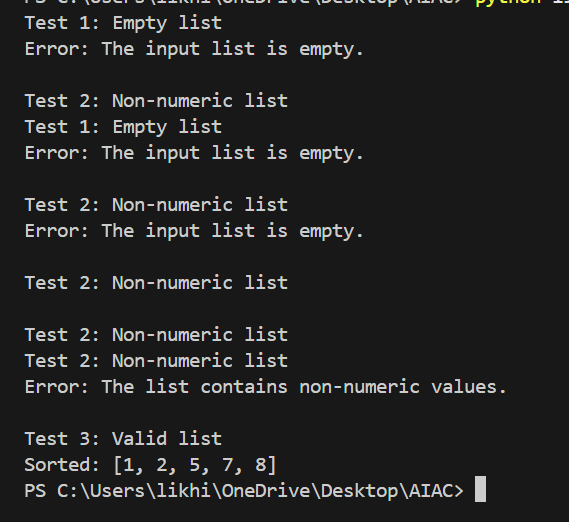 PS C:\Users\likhi\OneDrive\Desktop\AIAC> python
Test 1: Empty list
Error: The input list is empty.
Test 2: Non-numeric list
Test 1: Empty list
Error: The input list is empty.
Test 2: Non-numeric list
Error: The input list is empty.
Test 2: Non-numeric list
Test 2: Non-numeric list
Test 2: Non-numeric list
Error: The list contains non-numeric values.
Test 3: Valid list
Sorted: [1, 2, 5, 7, 8]
PS C:\Users\likhi\OneDrive\Desktop\AIAC>